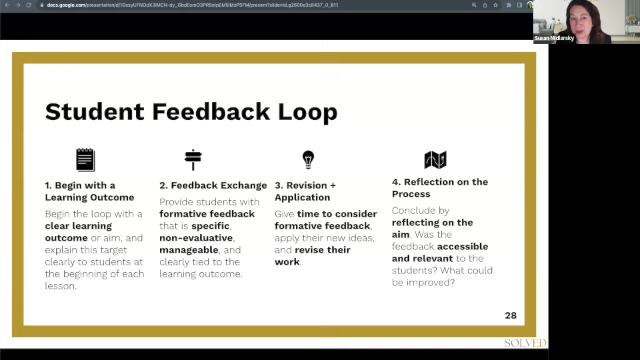 Susan Midlarsky
Student Feedback Loop
1. Begin with a
Learning Outcome
Begin the loop with a
clear learning
outcome or aim, and
explain this target
clearly to students at
the beginning of each
lesson.
2. Feedback Exchange
Provide students with
formative feedback
that is specific,
non-evaluative,
manageable, and
clearly tied to the
learning outcome.
3. Revision +
Application
Give time to consider
formative feedback,
apply their new ideas,
and revise their
work.
4. Reflection on the
Process
Conclude by
reflecting on the
aim. Was the
feedback accessible
and relevant to the
students? What could
be improved?
28
SOLVED